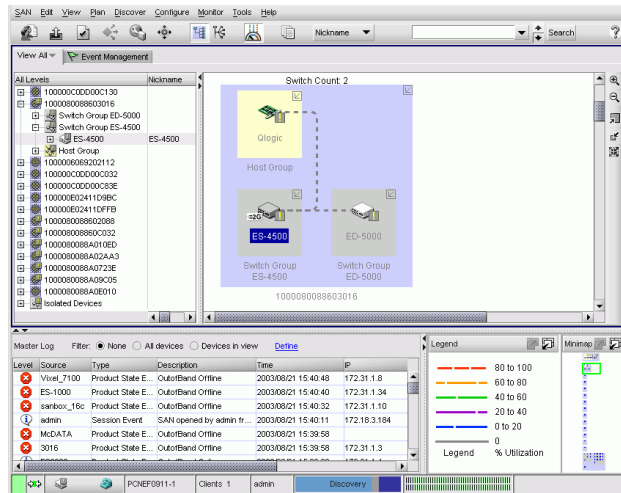 SAN Edit View Plan Discover Configure Monitor Tools Help
Nickname Search ?
View All Event Management
All Levels Nickname
100000C0DD00C130
1000080088603016
Switch Group ED-5000
Switch Group ES-4500
ES-4500 ES-4500
Host Group
1000006069202112
100000C0DD00C032
100000C0DD00C83E
100000E02411D9BC
100000E02411DFFB
1000080088602088
100008008860C032
1000080088A010ED
1000080088A02AA3
1000080088A0723E
1000080088A09C05
1000080088A0E010
Isolated Devices
Switch Count: 2
Qlogic
Host Group
=2G
ES-4500 ED-5000
Switch Group Switch Group
ES-4500 ED-5000
1000080088603016
Master Log Filter: None All devices Devices in view Define
Level Source Type Description Time IP
Vixel_7100 Product State E... OutofBand Offline 2003/08/21 15:40:48 172.31.1.8
ES-1000 Product State E... OutofBand Offline 2003/08/21 15:40:40 172.31.1.34
sanbox_16c Product State E... OutofBand Offline 2003/08/21 15:40:32 172.31.1.10
admin Session Event SAN opened by admin fr... 2003/08/21 15:40:11 172.18.3.184
McDATA Product State E... OutofBand Offline 2003/08/21 15:39:58
3016 Product State E... OutofBand Offline 2003/08/21 15:39:58 172.31.1.3
Legend
80 to 100
60 to 80
40 to 60
20 to 40
0 to 20
0
Legend % Utilization
Minimap
PCNEF0911-1 Clients 1 admin Discovery